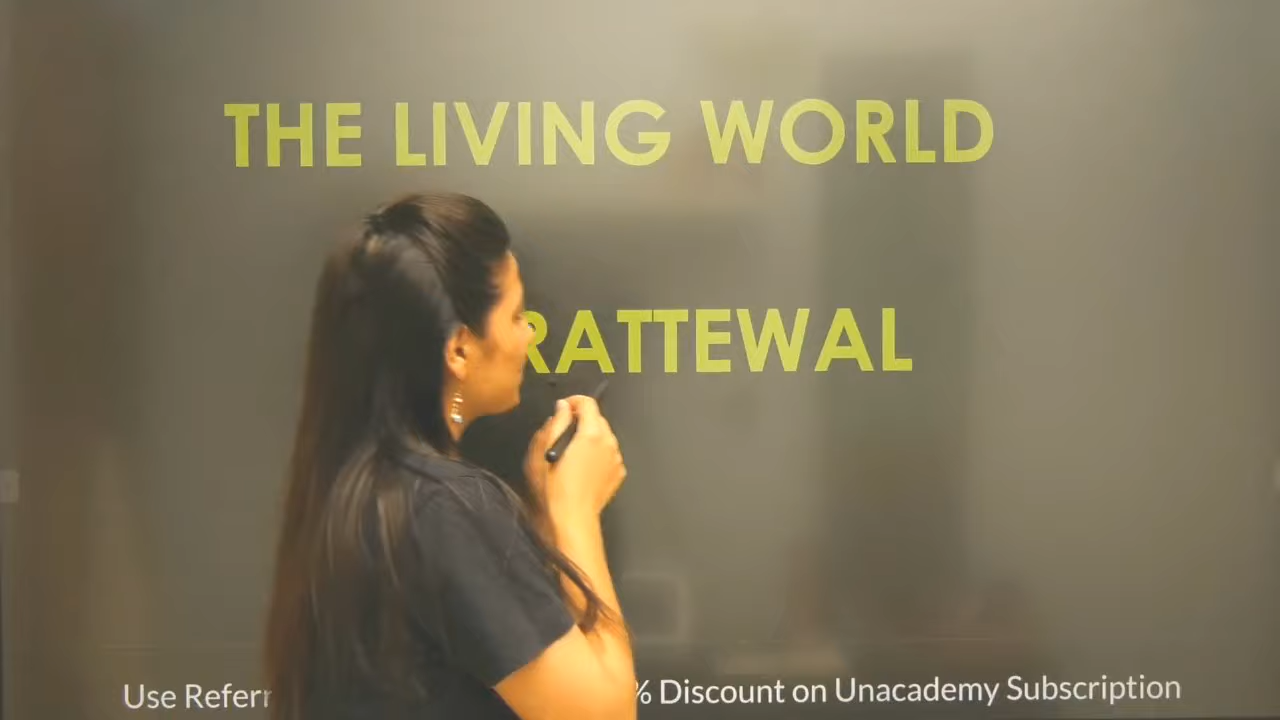 THE LIVING WORLD
RATTEWAL
Use Referr % Discount on Unacademy Subscription